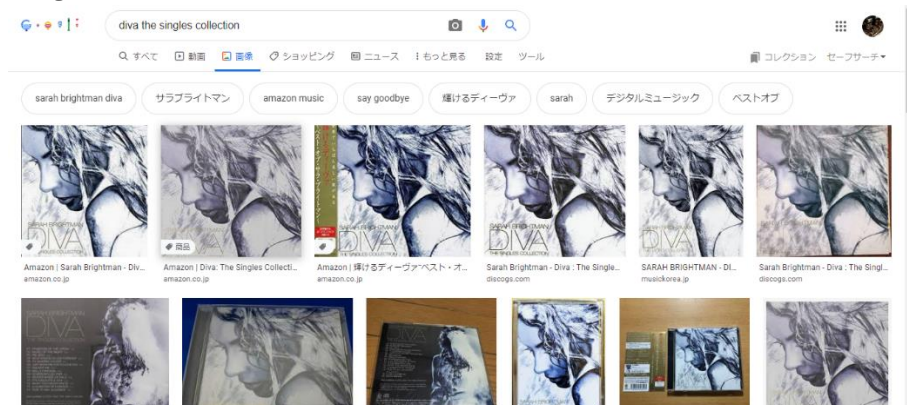 diva the singles collection
すべて 動画 画像 ショッピング ニュース もっと見る 設定 ツール
コレクション セーフサーチ
sarah brightman diva サラブライトマン amazon music say goodbye 輝けるディーヴァ sarah デジタルミュージック ベストオブ
SARAH BRIGHTMAN
DIVA
THE SINGLES COLLECTION
商品
Amazon | Sarah Brightman - Div... Amazon | Diva: The Singles Collecti... Amazon | 輝けるディーヴァ~ベスト・オ... Sarah Brightman - Diva : The Single... SARAH BRIGHTMAN - DI... Sarah Brightman - Diva : The Singl...
amazon.co.jp amazon.co.jp amazon.co.jp discogs.com musickorea.jp discogs.com
DIVA